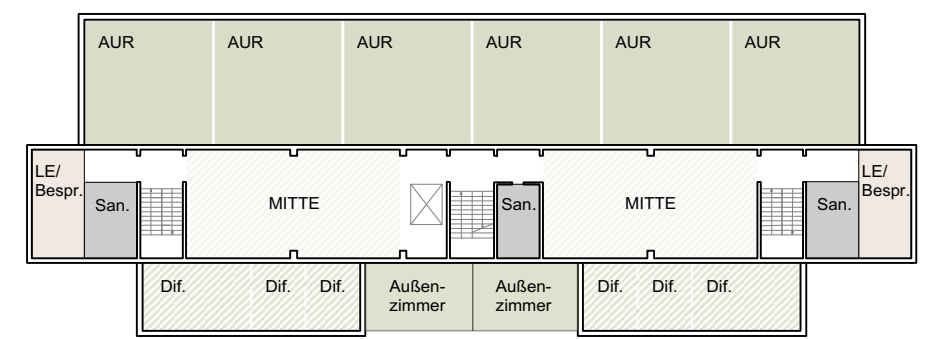 AUR AUR AUR AUR AUR AUR
LE/
Bespr.
San.
MITTE
San.
MITTE
San.
LE/
Bespr.
Dif. Dif. Dif.
Außen-
zimmer
Außen-
zimmer
Dif. Dif. Dif.